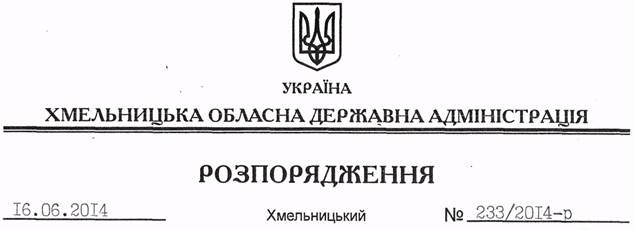 УКРАЇНА
ХМЕЛЬНИЦЬКА ОБЛАСНА ДЕРЖАВНА АДМІНІСТРАЦІЯ
РОЗПОРЯДЖЕННЯ
16.06.2014 Хмельницький № 233/2014-р